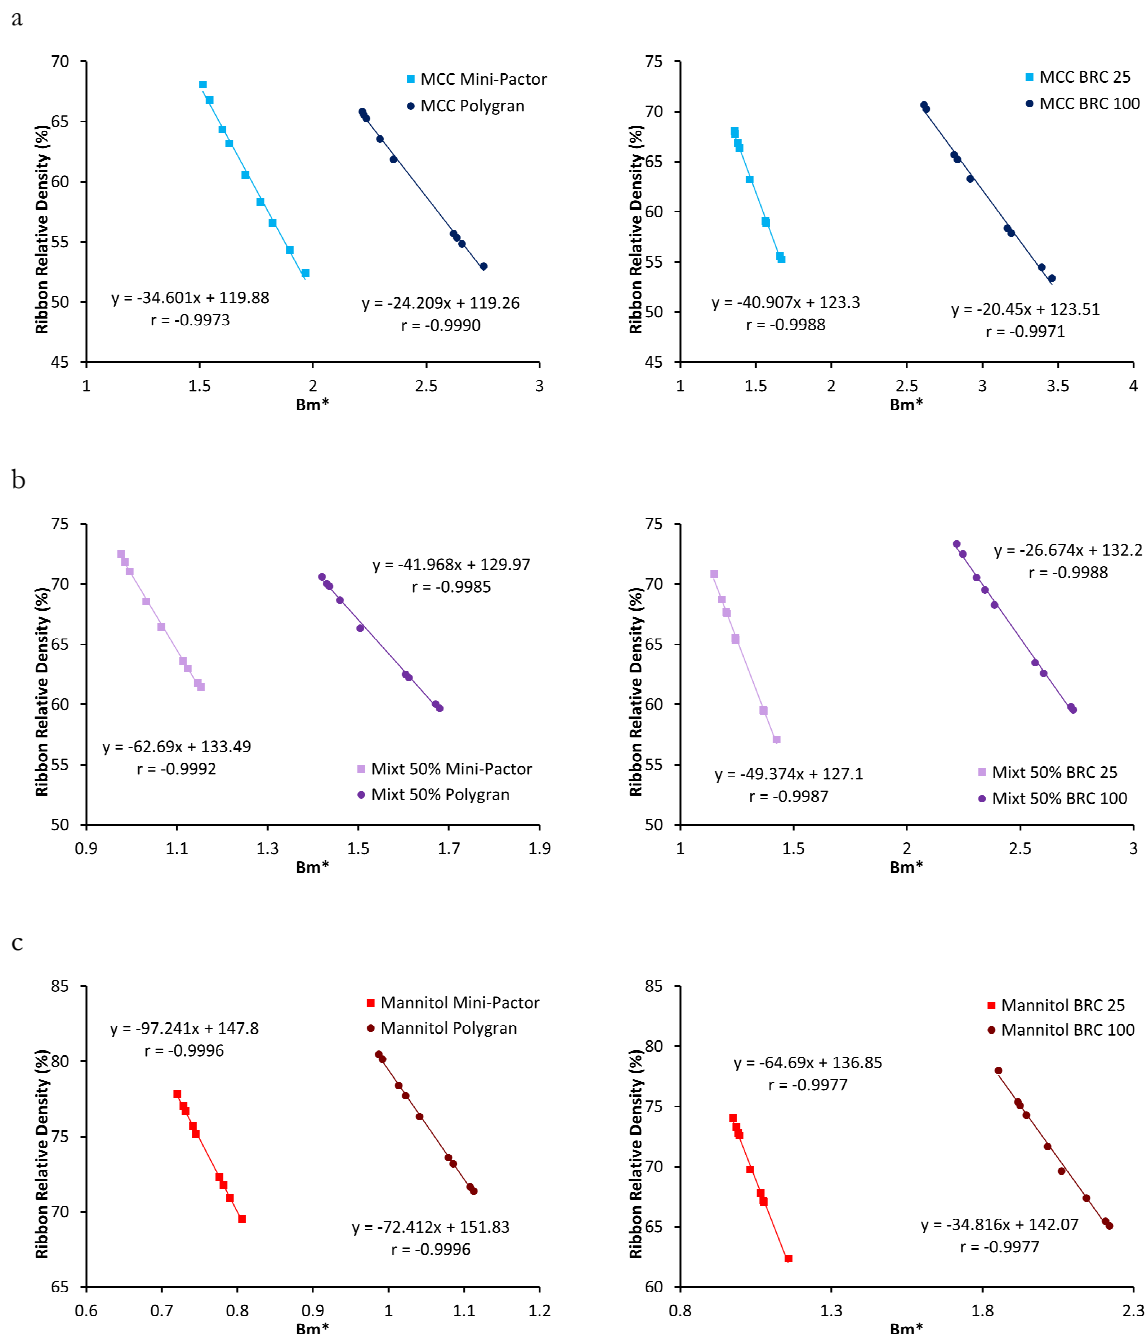 a
70
65
60
55
50
45
1
1.5
2
2.5
3
Ribbon Relative Density (%)
Bm*
MCC Mini-Pactor
MCC Polygran
y = -34.601x + 119.88
r = -0.9973
y = -24.209x + 119.26
r = -0.9990
75
70
65
60
55
50
45
1
1.5
2
2.5
3
3.5
4
Ribbon Relative Density (%)
Bm*
MCC BRC 25
MCC BRC 100
y = -40.907x + 123.3
r = -0.9988
y = -20.45x + 123.51
r = -0.9971
b
75
70
65
60
55
50
0.9
1.1
1.3
1.5
1.7
1.9
Ribbon Relative Density (%)
Bm*
y = -41.968x + 129.97
r = -0.9985
y = -62.69x + 133.49
r = -0.9992
Mixt 50% Mini-Pactor
Mixt 50% Polygran
75
70
65
60
55
50
1
1.5
2
2.5
3
Ribbon Relative Density (%)
Bm*
y = -26.674x + 132.2
r = -0.9988
y = -49.374x + 127.1
r = -0.9987
Mixt 50% BRC 25
Mixt 50% BRC 100
c
85
80
75
70
65
60
0.6
0.7
0.8
0.9
1
1.1
1.2
Ribbon Relative Density (%)
Bm*
Mannitol Mini-Pactor
Mannitol Polygran
y = -97.241x + 147.8
r = -0.9996
y = -72.412x + 151.83
r = -0.9996
85
80
75
70
65
60
0.8
1.3
1.8
2.3
Ribbon Relative Density (%)
Bm*
Mannitol BRC 25
Mannitol BRC 100
y = -64.69x + 136.85
r = -0.9977
y = -34.816x + 142.07
r = -0.9977